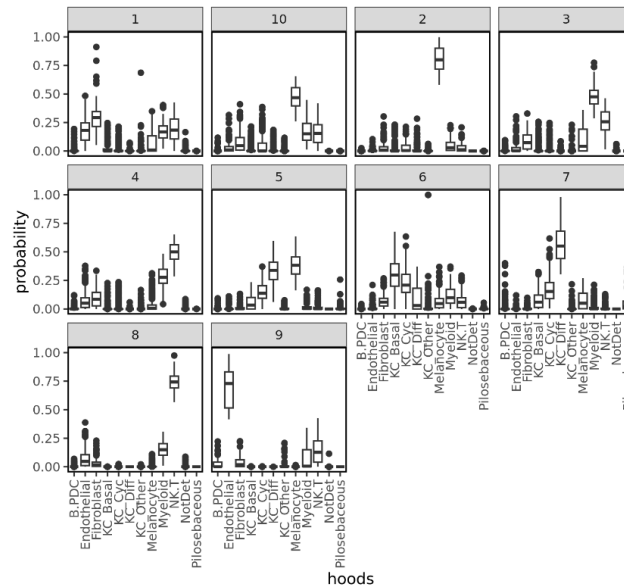 1 10 2 3
1.00
0.75
0.50
0.25
0.00
4 5 6 7
1.00
0.75
0.50
0.25
0.00
probability
8 9
1.00
0.75
0.50
0.25
0.00
B.PDC Endothelial Fibroblast KC_Basal KC_Cyc KC_Diff KC_Other Melanocyte Myeloid NK.T NotDet Pilosebaceous
B.PDC Endothelial Fibroblast KC_Basal KC_Cyc KC_Diff KC_Other Melanocyte Myeloid NK.T NotDet Pilosebaceous
B.PDC Endothelial Fibroblast KC_Basal KC_Cyc KC_Diff KC_Other Melanocyte Myeloid NK.T NotDet Pilosebaceous
B.PDC Endothelial Fibroblast KC_Basal KC_Cyc KC_Diff KC_Other Melanocyte Myeloid NK.T NotDet
hoods